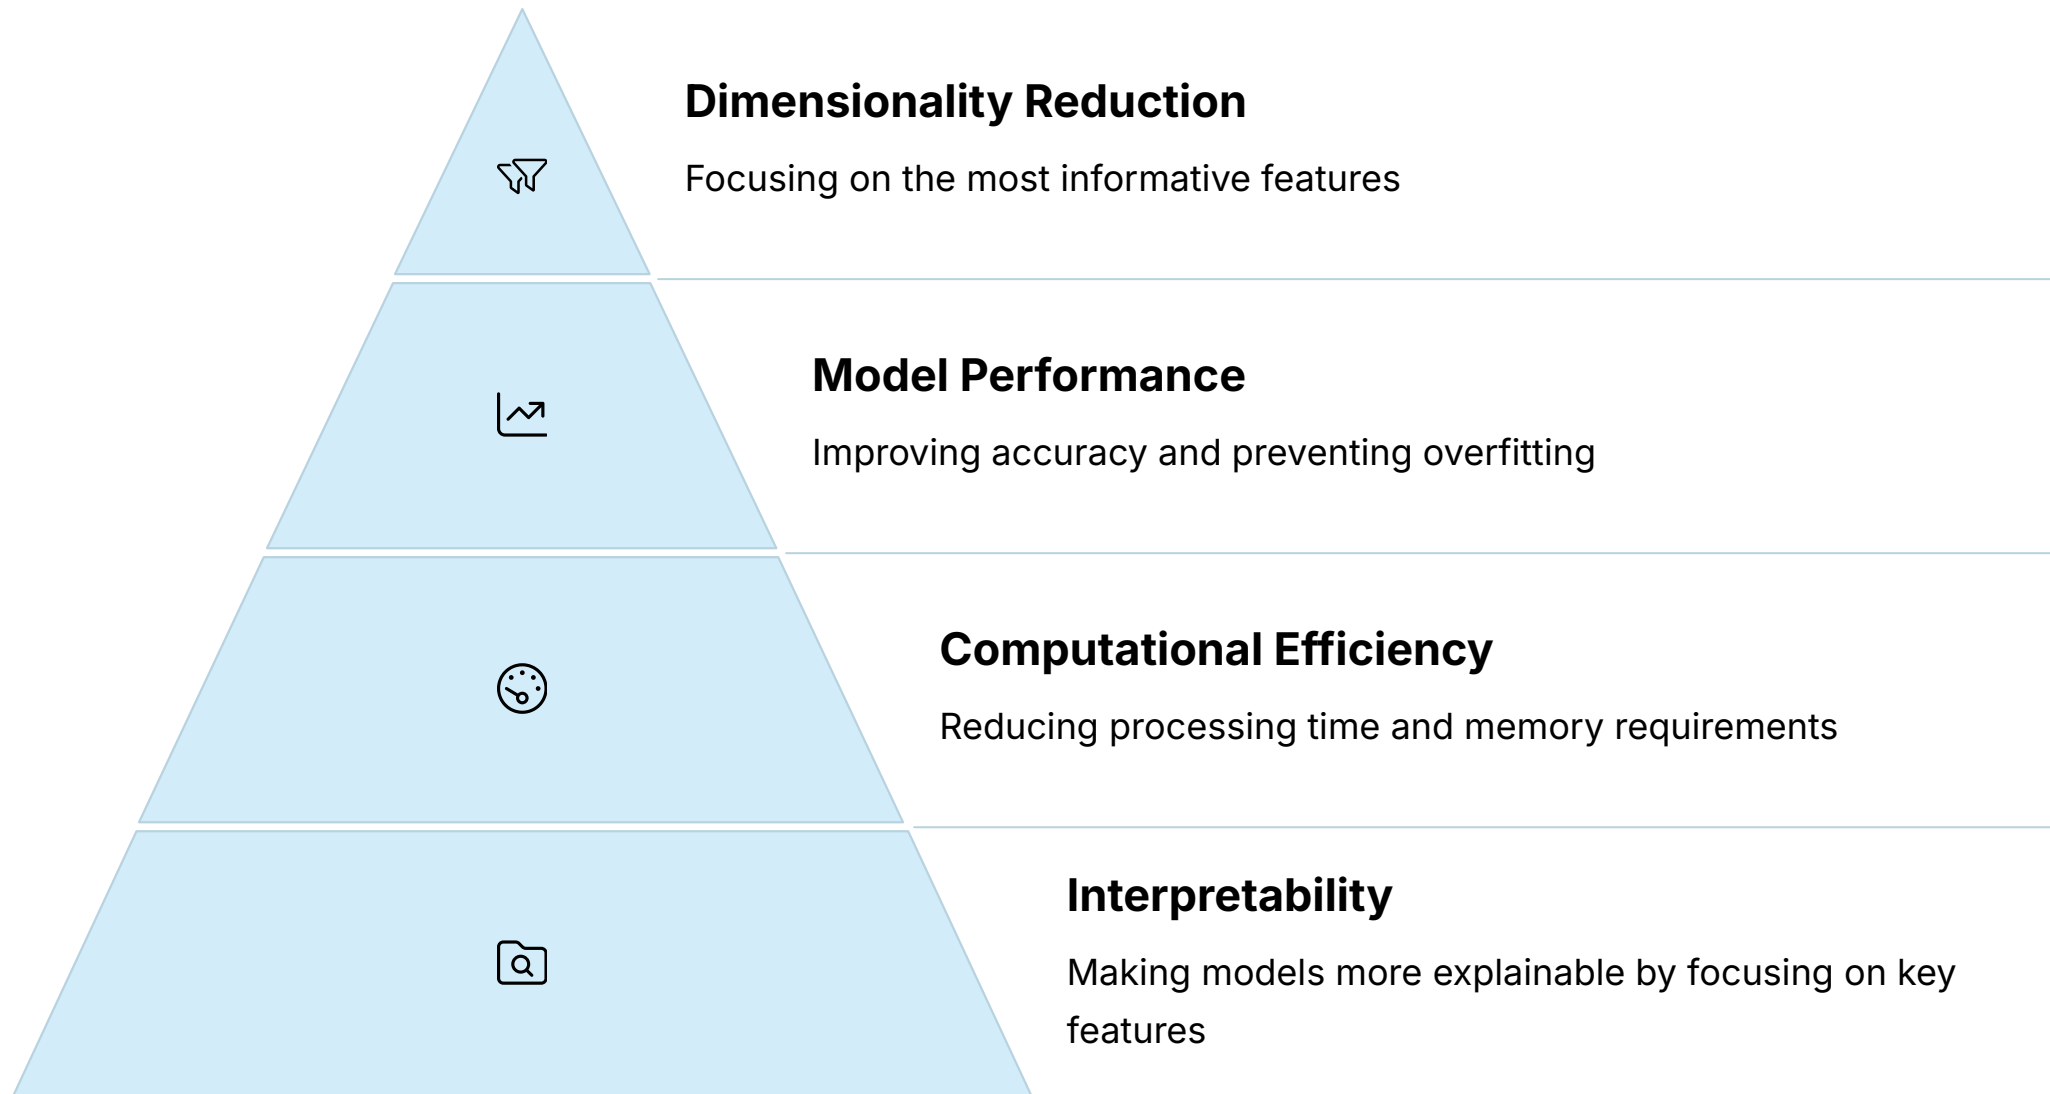 Dimensionality Reduction
Focusing on the most informative features
Model Performance
Improving accuracy and preventing overfitting
Computational Efficiency
Reducing processing time and memory requirements
Interpretability
Making models more explainable by focusing on key
features